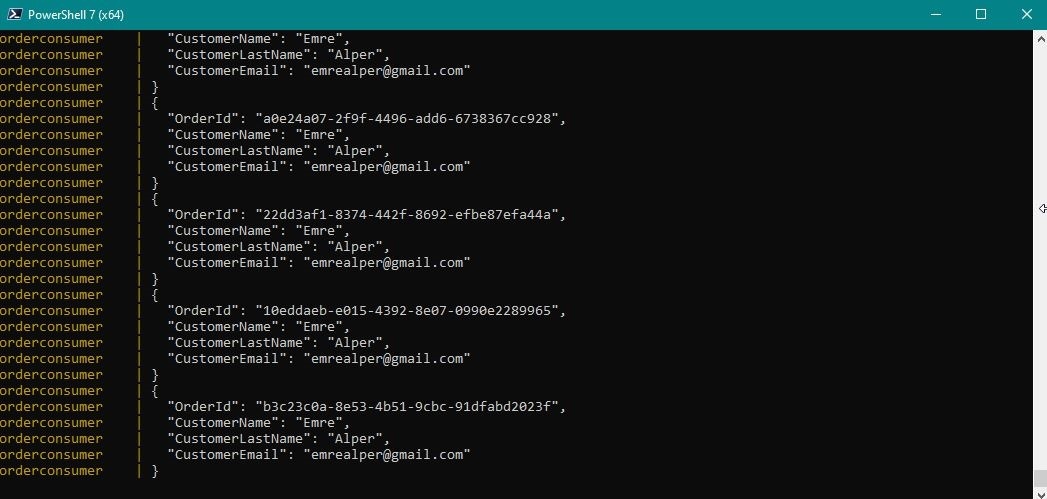 PowerShell 7 (x64)
orderconsumer | "CustomerName": "Emre",
orderconsumer | "CustomerLastName": "Alper",
orderconsumer | "CustomerEmail": "emrealper@gmail.com"
orderconsumer | }
orderconsumer | {
orderconsumer | "OrderId": "a0e24a07-2f9f-4496-add6-6738367cc928",
orderconsumer | "CustomerName": "Emre",
orderconsumer | "CustomerLastName": "Alper",
orderconsumer | "CustomerEmail": "emrealper@gmail.com"
orderconsumer | }
orderconsumer | {
orderconsumer | "OrderId": "22dd3af1-8374-442f-8692-efbe87efa44a",
orderconsumer | "CustomerName": "Emre",
orderconsumer | "CustomerLastName": "Alper",
orderconsumer | "CustomerEmail": "emrealper@gmail.com"
orderconsumer | }
orderconsumer | {
orderconsumer | "OrderId": "10eddaeb-e015-4392-8e07-0990e2289965",
orderconsumer | "CustomerName": "Emre",
orderconsumer | "CustomerLastName": "Alper",
orderconsumer | "CustomerEmail": "emrealper@gmail.com"
orderconsumer | }
orderconsumer | {
orderconsumer | "OrderId": "b3c23c0a-8e53-4b51-9cbc-91dfabd2023f",
orderconsumer | "CustomerName": "Emre",
orderconsumer | "CustomerLastName": "Alper",
orderconsumer | "CustomerEmail": "emrealper@gmail.com"
orderconsumer | }